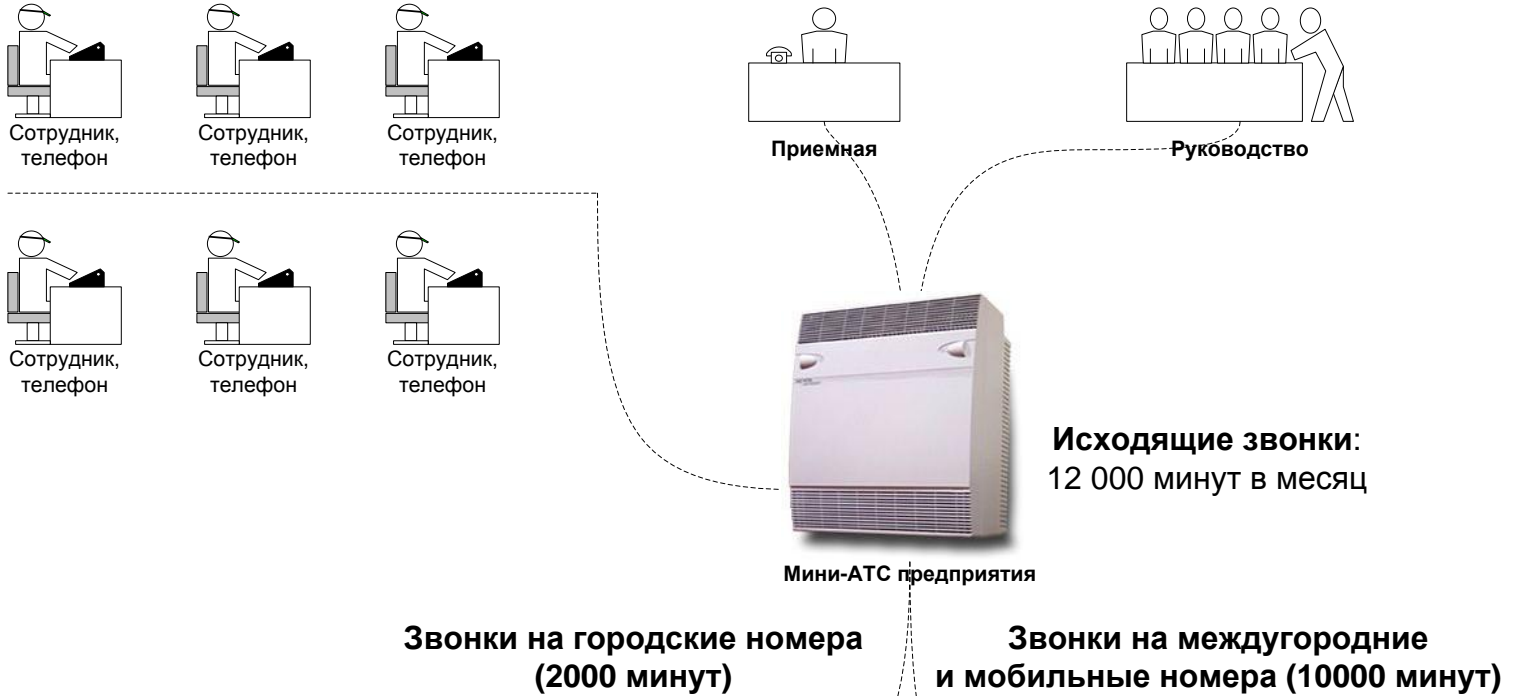 Сотрудник,
телефон
Сотрудник,
телефон
Сотрудник,
телефон
Приемная
Руководство
Сотрудник,
телефон
Сотрудник,
телефон
Сотрудник,
телефон
Исходящие звонки:
12 000 минут в месяц
Мини-АТС предприятия
Звонки на городские номера
(2000 минут)
Звонки на междугородние
и мобильные номера (10000 минут)